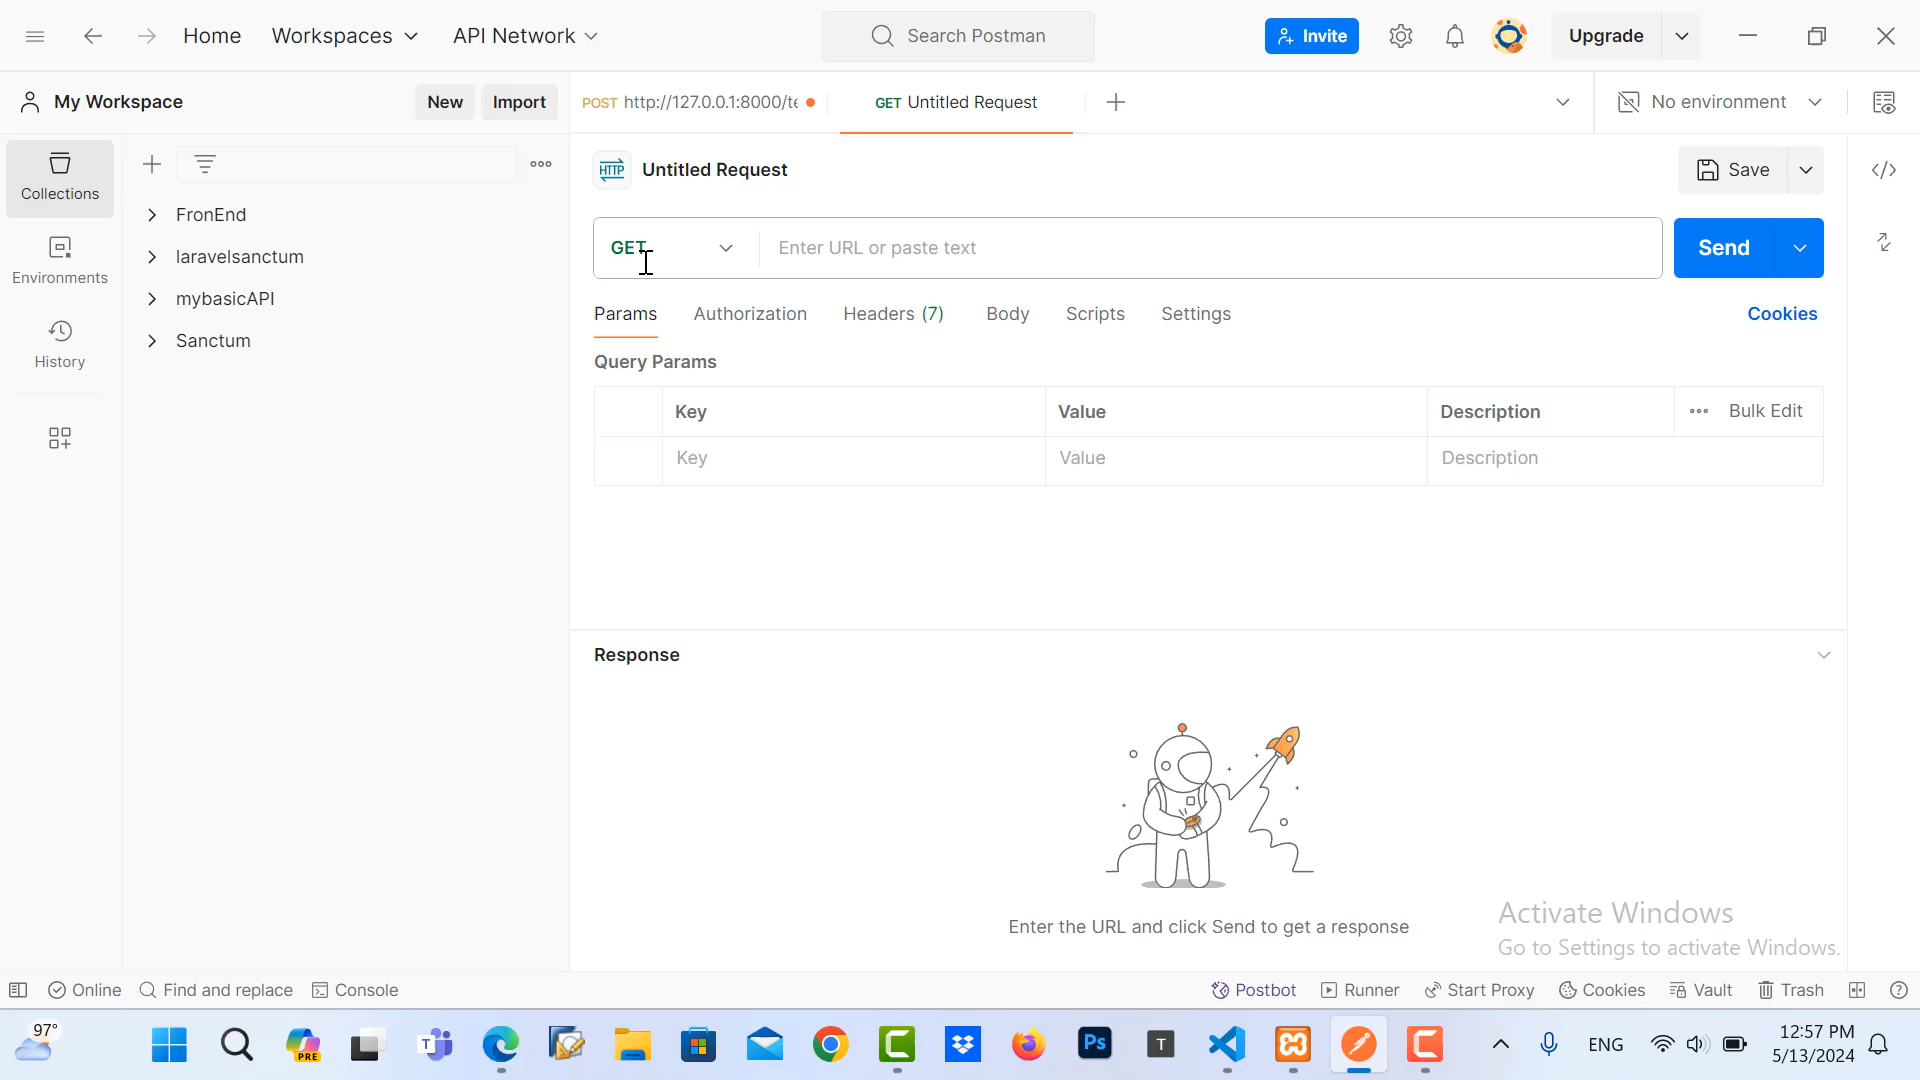 Home
Workspaces
API Network
Search Postman
Invite
Upgrade
My Workspace
New
Import
POST http://127.0.0.1:8000/te
GET Untitled Request
No environment
Collections
Environments
History
FronEnd
laravelsanctum
mybasicAPI
Sanctum
HTTP
Untitled Request
Save
GET
Enter URL or paste text
Send
Params
Authorization
Headers (7)
Body
Scripts
Settings
Cookies
Query Params
Key
Value
Description
Bulk Edit
Key
Value
Description
Response
Enter the URL and click Send to get a response
Activate Windows
Go to Settings to activate Windows.
Online
Find and replace
Console
Postbot
Runner
Start Proxy
Cookies
Vault
Trash
97°
PRE
T
Ps
T
ENG
12:57 PM
5/13/2024